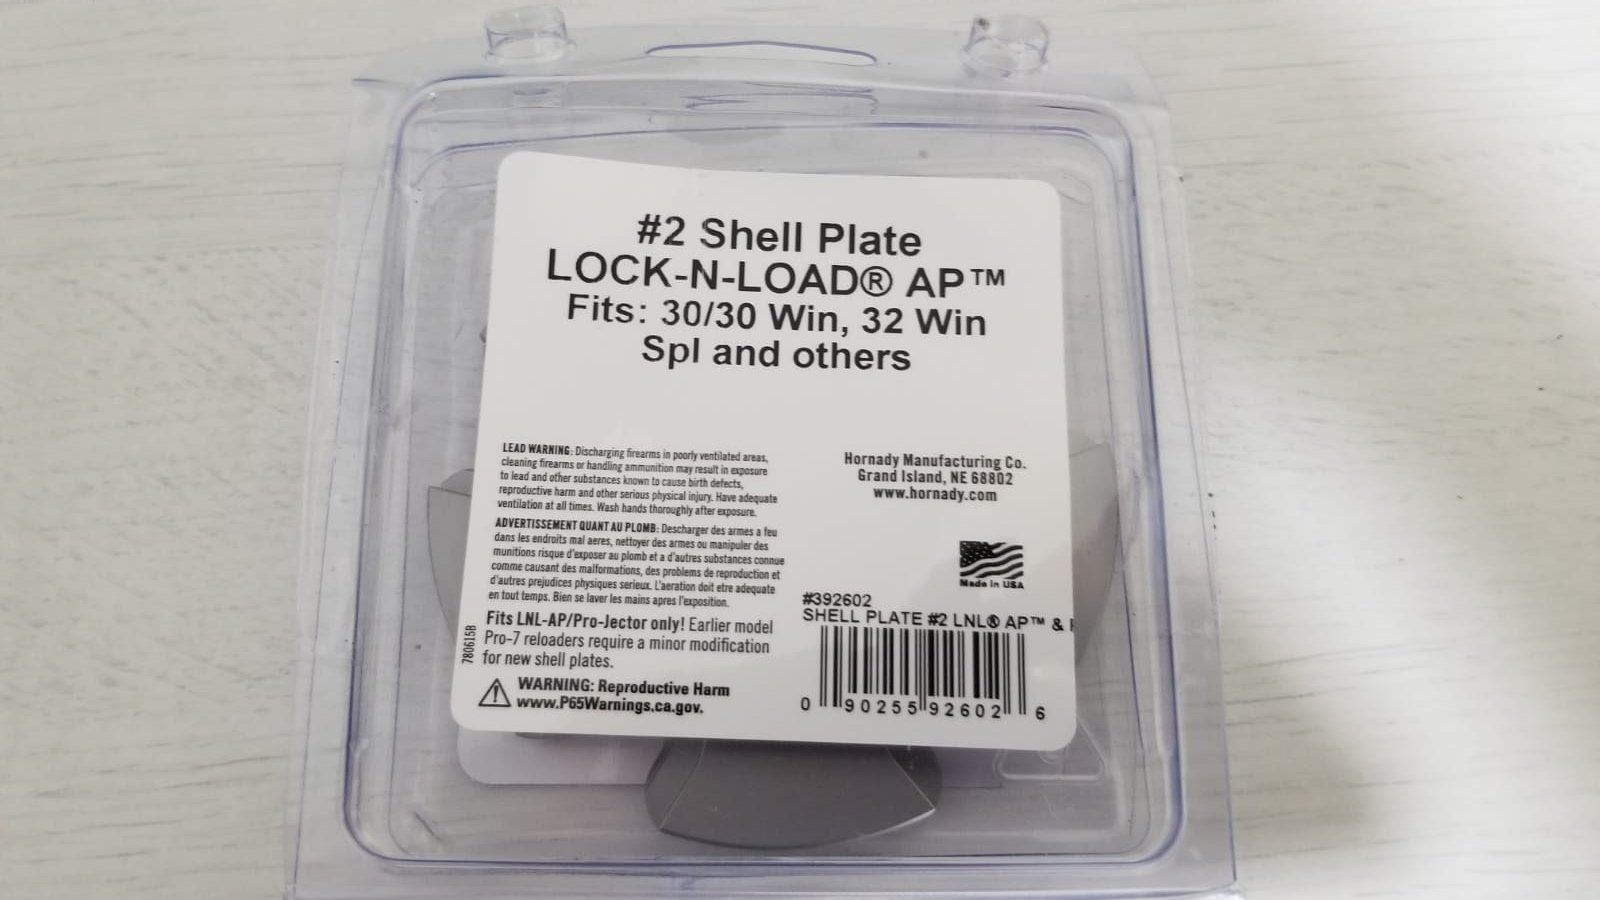 #2 Shell Plate
LOCK-N-LOAD® AP™
Fits: 30/30 Win, 32 Win
Spl and others
LEAD WARNING: Discharging firearms in poorly ventilated areas,
cleaning firearms or handling ammunition may result in exposure
to lead and other substances known to cause birth defects,
reproductive harm and other serious physical injury. Have adequate
ventilation at all times. Wash hands thoroughly after exposure.
ADVERTISSEMENT QUANT AU PLOMB: Descharger des armes a feu
dans les endroits mal aeres, nettoyer des armes ou manipuler des
munitions risque d'exposer au plomb et a d'autres substances connue
comme causant des malformations, des problems de reproduction et
d'autres prejudices physiques serieux. L'aeration doit etre adequate
en tout temps. Bien se laver les mains apres l'exposition.
Fits LNL-AP/Pro-Jector only! Earlier model
Pro-7 reloaders require a minor modification
for new shell plates.
780615B
WARNING: Reproductive Harm
www.P65Warnings.ca.gov.
Hornady Manufacturing Co.
Grand Island, NE 68802
www.hornady.com
Made in USA
#392602
SHELL PLATE #2 LNL® AP™ &
0 90255 92602 6